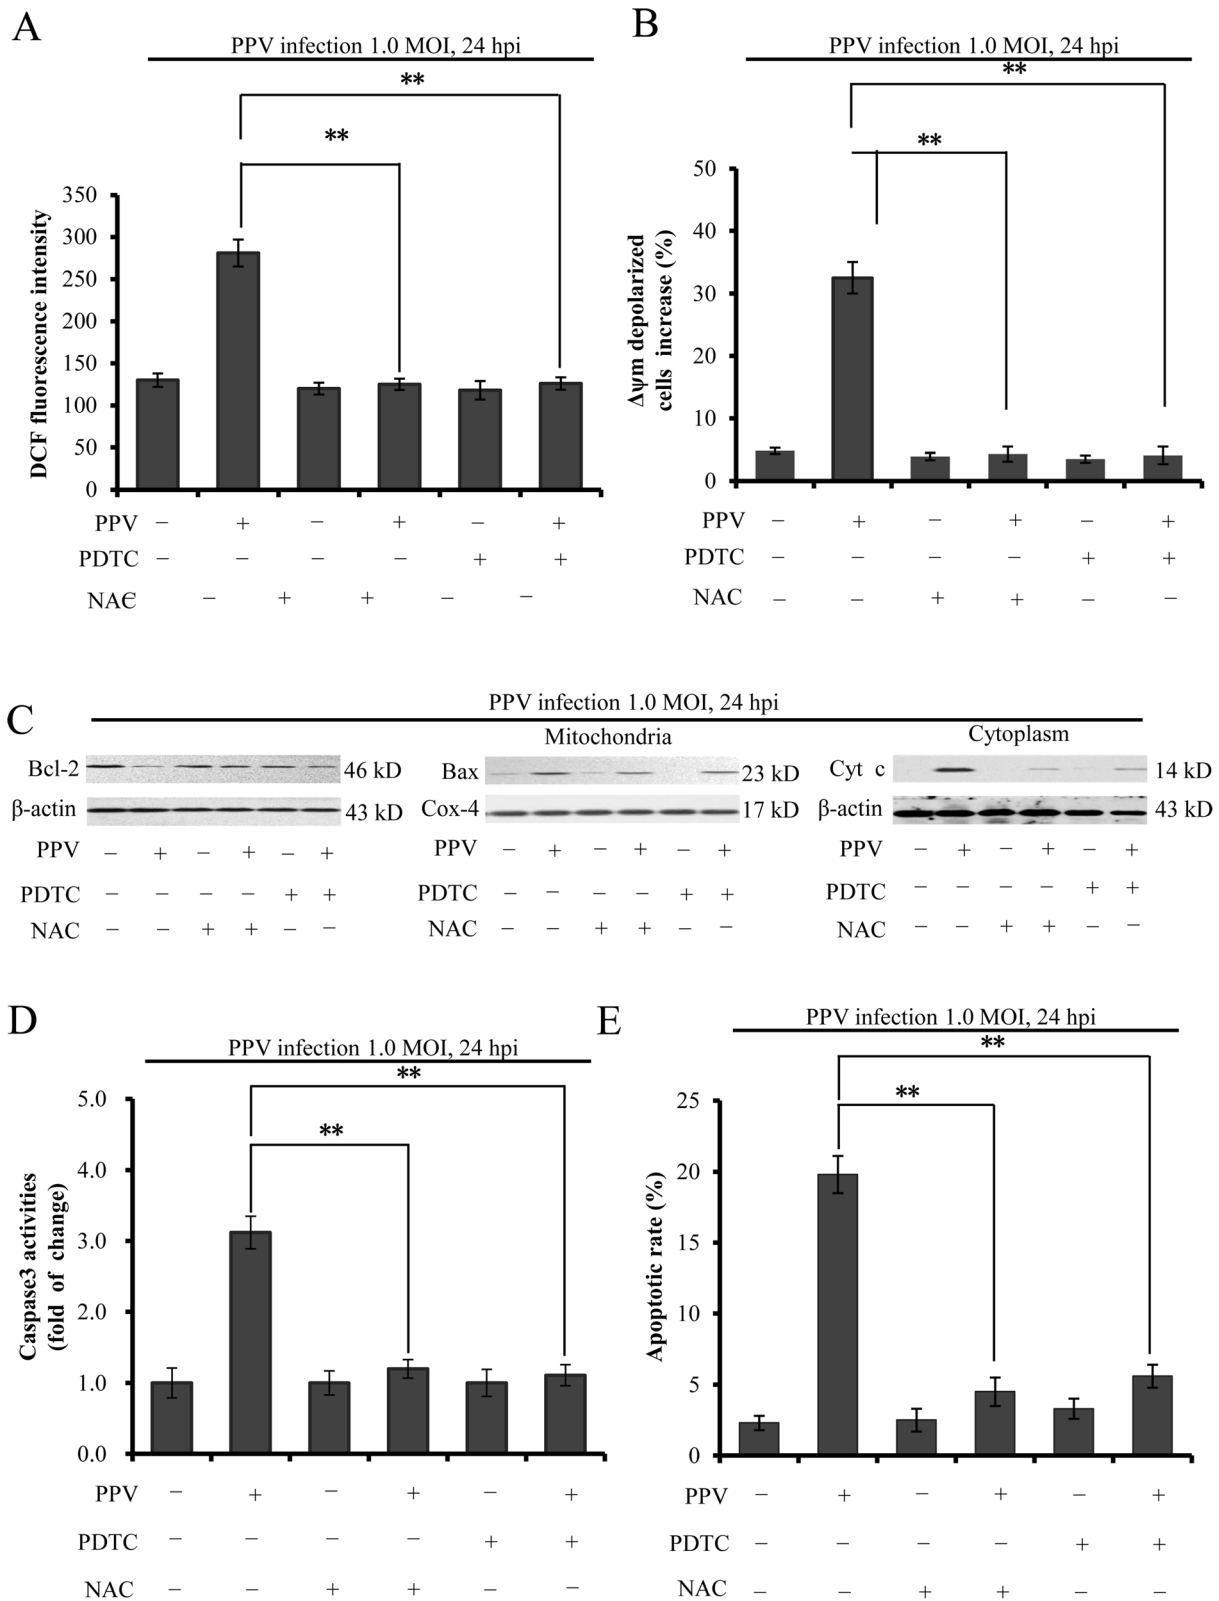 A
PPV infection 1.0 MOI, 24 hpi
**
**
350
300
250
200
150
100
50
0
DCF fluorescence intensity
PPV − + − + − +
PDTC − − − − + +
NAC − − + + − −
B
PPV infection 1.0 MOI, 24 hpi
**
**
50
40
30
20
10
0
Δψm depolarized
cells increase (%)
PPV − + − + − +
PDTC − − − − + +
NAC − − + + − −
C
PPV infection 1.0 MOI, 24 hpi
Mitochondria
Cytoplasm
Bcl-2 46 kD
β-actin 43 kD
PPV − + − + − +
PDTC − − − − + +
NAC − − + + − −
Bax 23 kD
Cox-4 17 kD
PPV − + − + − +
PDTC − − − − + +
NAC − − + + − −
Cyt c 14 kD
β-actin 43 kD
PPV − + − + − +
PDTC − − − − + +
NAC − − + + − −
D
PPV infection 1.0 MOI, 24 hpi
**
**
5.0
4.0
3.0
2.0
1.0
0.0
Caspase3 activities
(fold of change)
PPV − + − + − +
PDTC − − − − + +
NAC − − + + − −
E
PPV infection 1.0 MOI, 24 hpi
**
**
25
20
15
10
5
0
Apoptotic rate (%)
PPV − + − + − +
PDTC − − − − + +
NAC − − + + − −